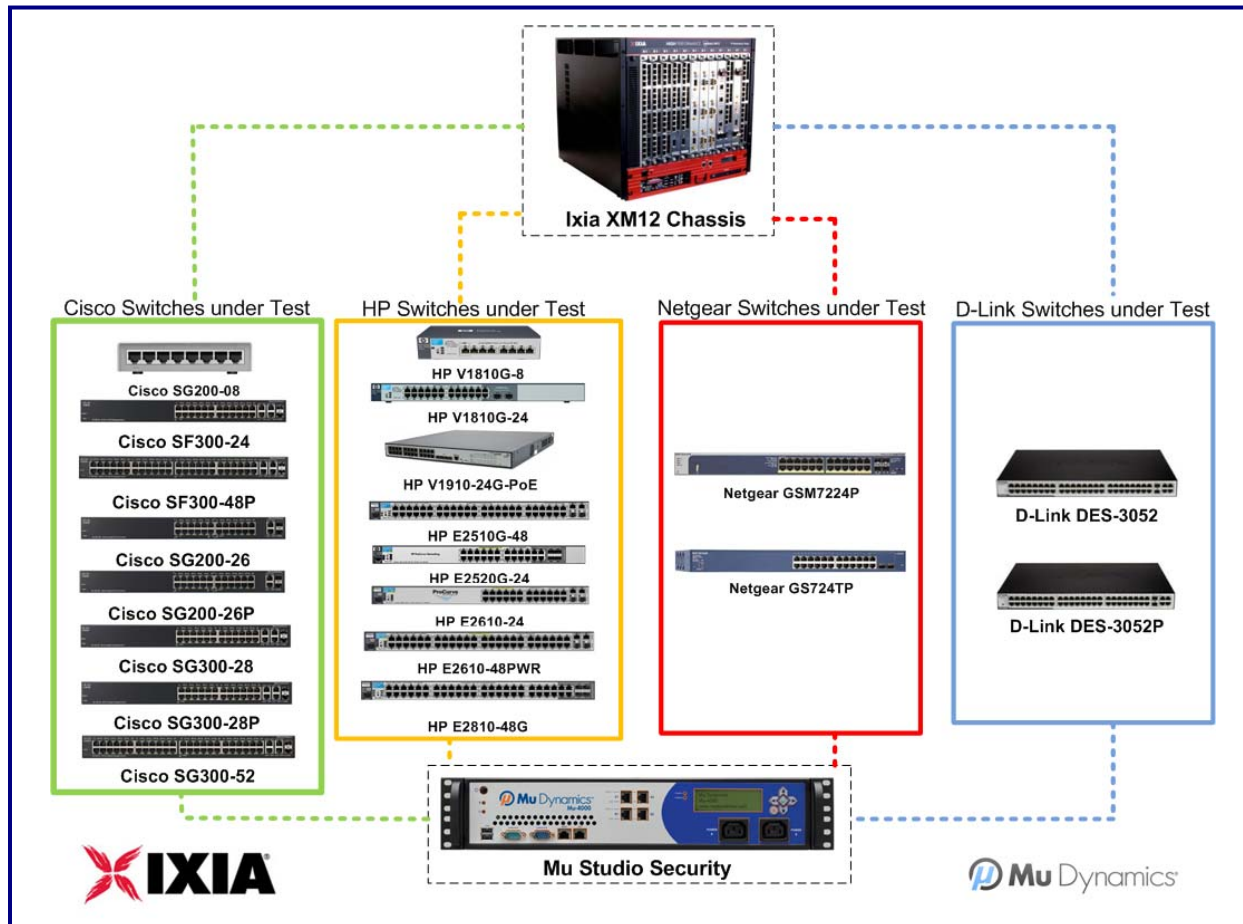 IXIA
Ixia XM12 Chassis
Cisco Switches under Test
HP Switches under Test
Netgear Switches under Test
D-Link Switches under Test
Cisco SG200-08
Cisco SF300-24
Cisco SF300-48P
Cisco SG200-26
Cisco SG200-26P
Cisco SG300-28
Cisco SG300-28P
Cisco SG300-52
HP V1810G-8
HP V1810G-24
HP V1910-24G-PoE
HP E2510G-48
HP E2520G-24
ProCurve
HP E2610-24
HP E2610-48PWR
HP E2810-48G
Netgear GSM7224P
Netgear GS724TP
D-Link DES-3052
D-Link DES-3052P
Mu Dynamics
Mu-4000
Mu Studio Security
IXIA
Mu Dynamics